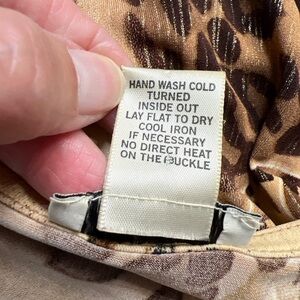 HAND WASH COLD
TURNED
INSIDE OUT
LAY FLAT TO DRY
COOL IRON
IF NECESSARY
NO DIRECT HEAT
ON THE BUCKLE